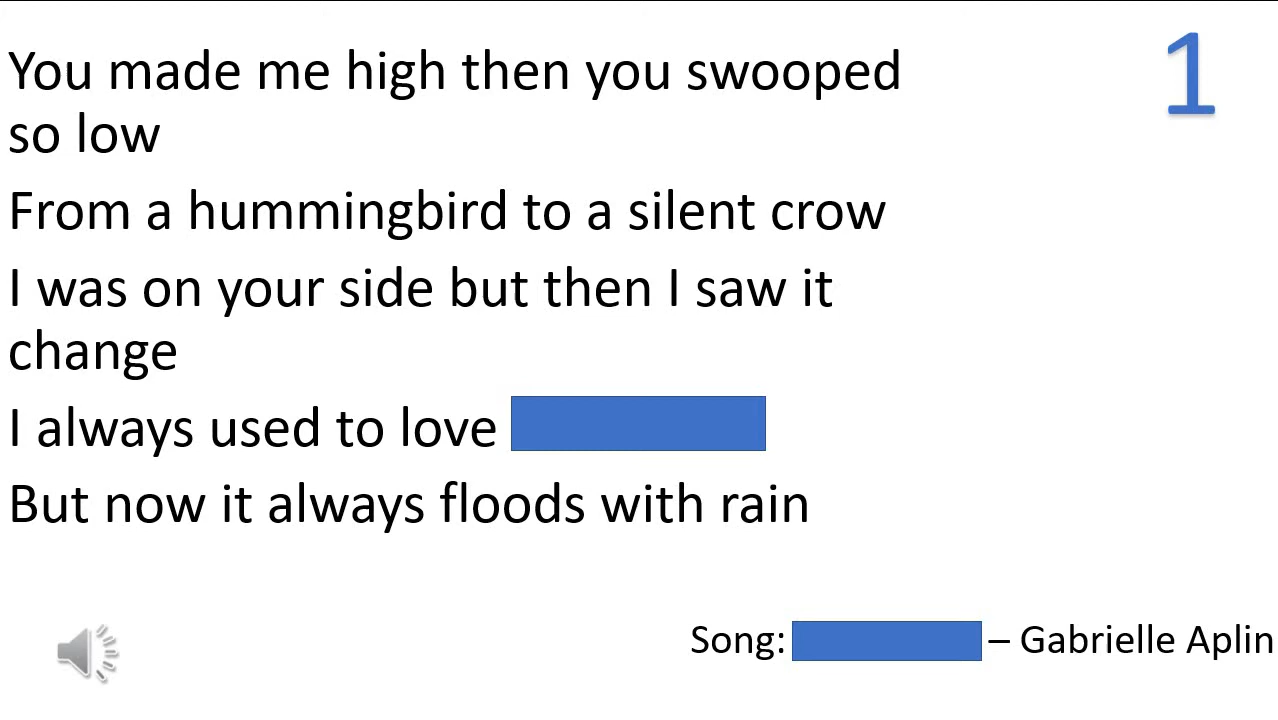 You made me high then you swooped
so low
From a hummingbird to a silent crow
I was on your side but then I saw it
change
I always used to love
But now it always floods with rain
1
Song: – Gabrielle Aplin